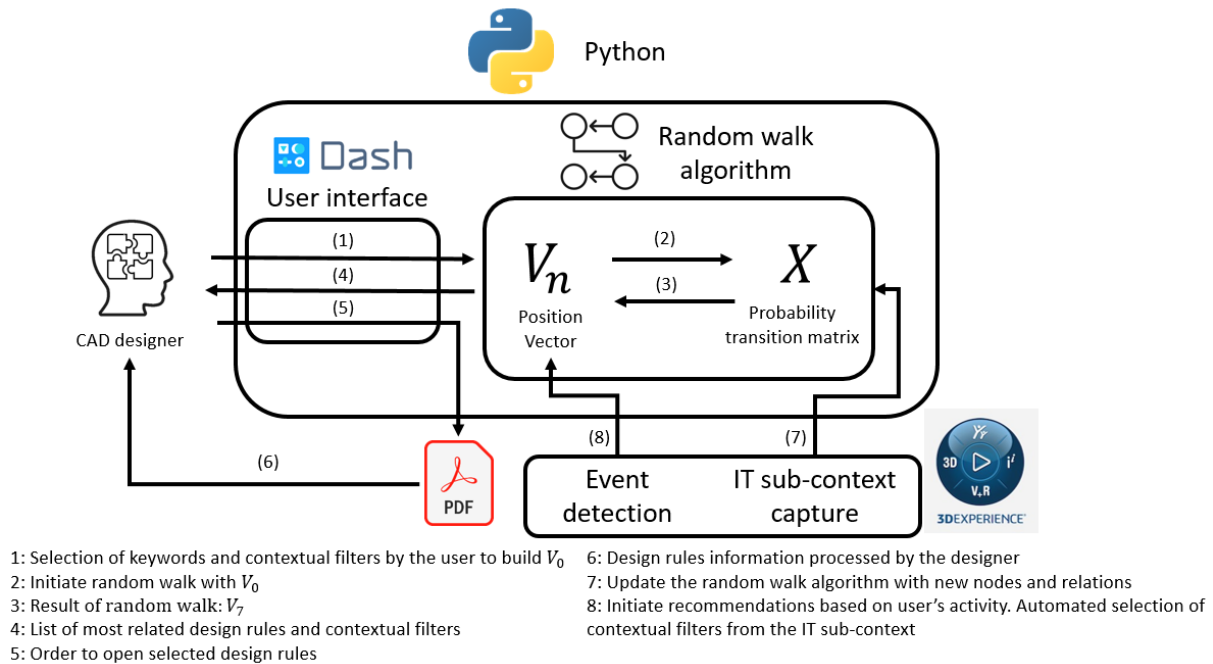 Python
Dash
User interface
Random walk
algorithm
(1)
(4)
(5)
V_n
Position
Vector
(2)
(3)
X
Probability
transition matrix
CAD designer
(6)
PDF
(8)
(7)
Event
detection
IT sub-context
capture
3D
i^i
V+R
3DEXPERIENCE®
1: Selection of keywords and contextual filters by the user to build V_0
2: Initiate random walk with V_0
3: Result of random walk: V_7
4: List of most related design rules and contextual filters
5: Order to open selected design rules
6: Design rules information processed by the designer
7: Update the random walk algorithm with new nodes and relations
8: Initiate recommendations based on user’s activity. Automated selection of
contextual filters from the IT sub-context